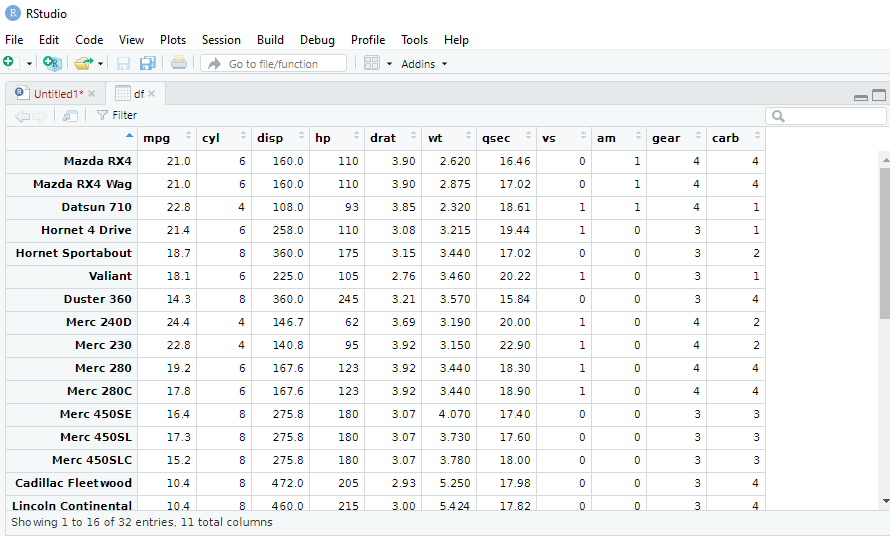 RStudio
File Edit Code View Plots Session Build Debug Profile Tools Help
Go to file/function Addins
Untitled1* df
Filter
mpg cyl disp hp drat wt qsec vs am gear carb
Mazda RX4 21.0 6 160.0 110 3.90 2.620 16.46 0 1 4 4
Mazda RX4 Wag 21.0 6 160.0 110 3.90 2.875 17.02 0 1 4 4
Datsun 710 22.8 4 108.0 93 3.85 2.320 18.61 1 1 4 1
Hornet 4 Drive 21.4 6 258.0 110 3.08 3.215 19.44 1 0 3 1
Hornet Sportabout 18.7 8 360.0 175 3.15 3.440 17.02 0 0 3 2
Valiant 18.1 6 225.0 105 2.76 3.460 20.22 1 0 3 1
Duster 360 14.3 8 360.0 245 3.21 3.570 15.84 0 0 3 4
Merc 240D 24.4 4 146.7 62 3.69 3.190 20.00 1 0 4 2
Merc 230 22.8 4 140.8 95 3.92 3.150 22.90 1 0 4 2
Merc 280 19.2 6 167.6 123 3.92 3.440 18.30 1 0 4 4
Merc 280C 17.8 6 167.6 123 3.92 3.440 18.90 1 0 4 4
Merc 450SE 16.4 8 275.8 180 3.07 4.070 17.40 0 0 3 3
Merc 450SL 17.3 8 275.8 180 3.07 3.730 17.60 0 0 3 3
Merc 450SLC 15.2 8 275.8 180 3.07 3.780 18.00 0 0 3 3
Cadillac Fleetwood 10.4 8 472.0 205 2.93 5.250 17.98 0 0 3 4
Lincoln Continental 10.4 8 460.0 215 3.00 5.424 17.82 0 0 3 4
Showing 1 to 16 of 32 entries, 11 total columns